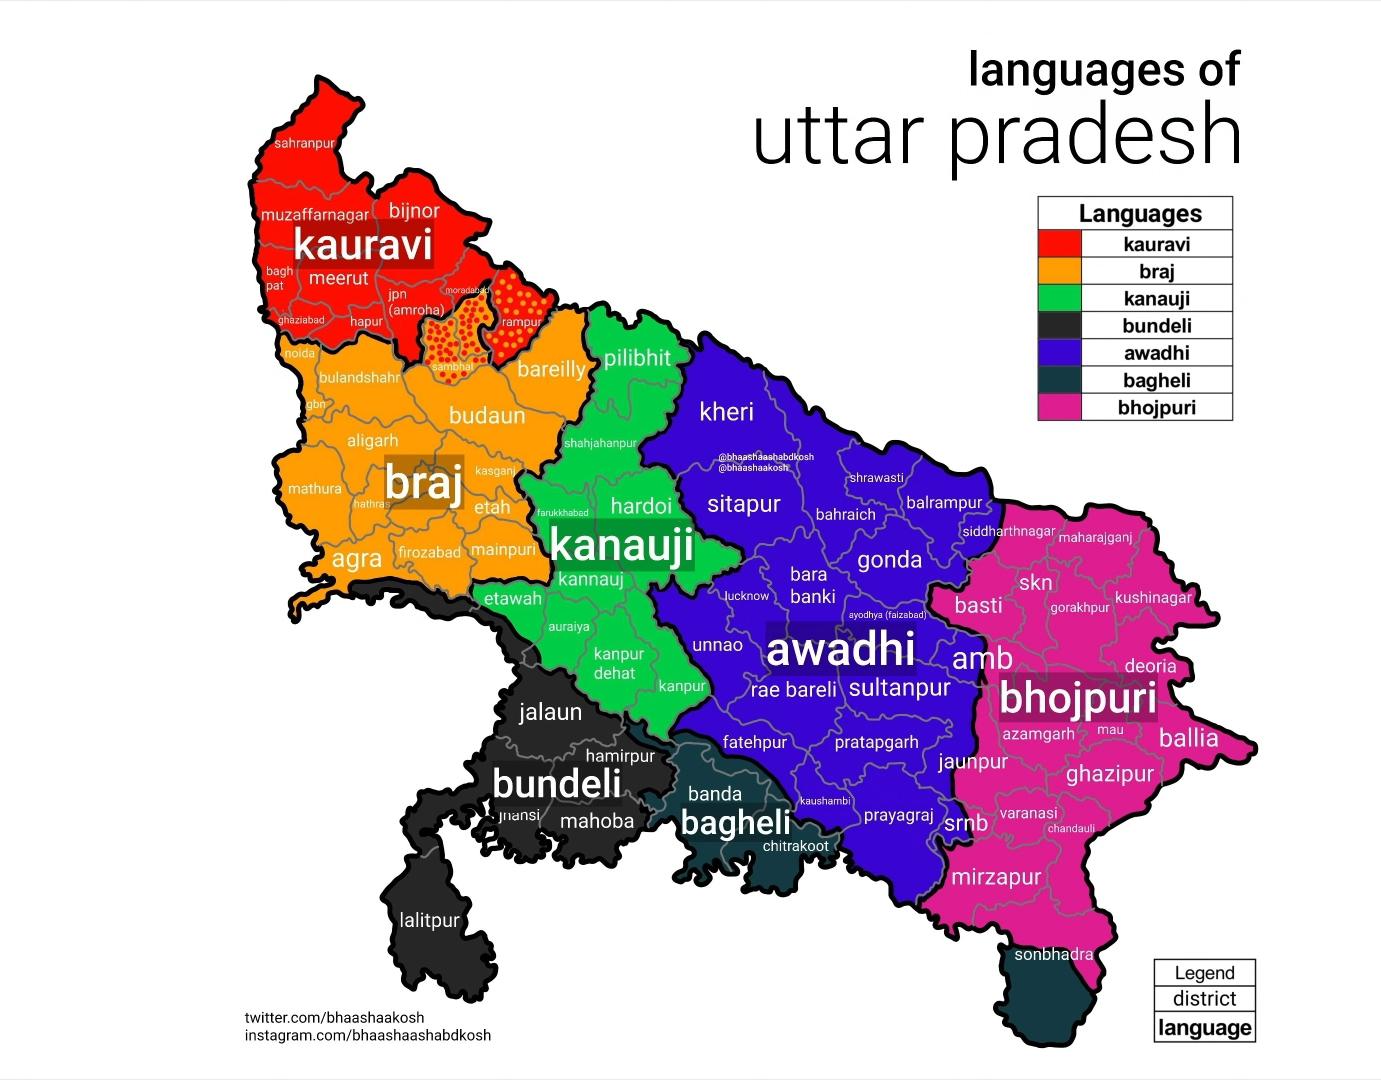 languages of
uttar pradesh
Languages
kauravi
braj
kanauji
bundeli
awadhi
bagheli
bhojpuri
sahranpur
muzaffarnagar
bijnor
kauravi
bagh
pat
meerut
jpn
(amroha)
moradabad
ghaziabad
hapur
rampur
noida
sambhal
bulandshahr
bareilly
pilibhit
gbn
budaun
kheri
aligarh
shahjahanpur
@bhaashaashabdkosh
@bhaashaakosh
mathura
braj
kasganj
hathras
etah
farukkhabad
hardoi
sitapur
shrawasti
bahraich
balrampur
siddharthnagar
maharajganj
agra
firozabad
mainpuri
kanauji
kannauj
gonda
bara
banki
skn
etawah
lucknow
basti
gorakhpur
kushinagar
ayodhya (faizabad)
auraiya
unnao
awadhi
amb
kanpur
dehat
deoria
kanpur
rae bareli
sultanpur
bhojpuri
jalaun
fatehpur
pratapgarh
azamgarh
mau
ballia
hamirpur
jaunpur
ghazipur
bundeli
banda
kaushambi
jhansi
mahoba
bagheli
prayagraj
srnb
varanasi
chandauli
chitrakoot
mirzapur
lalitpur
sonbhadra
Legend
district
language
twitter.com/bhaashaakosh
instagram.com/bhaashaashabdkosh